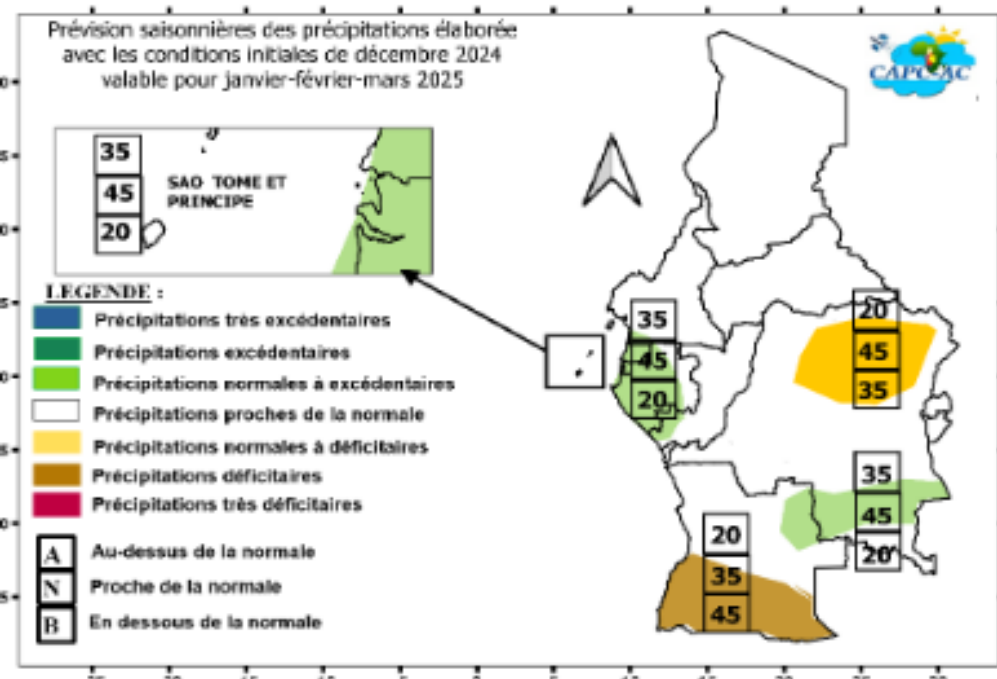 Prévision saisonnières des précipitations élaborée
avec les conditions initiales de décembre 2024
valable pour janvier-février-mars 2025
CAPC-AC
35
45
20
SAO TOME ET
PRINCIPE
LEGENDE :
Précipitations très excédentaires
Précipitations excédentaires
Précipitations normales à excédentaires
Précipitations proches de la normale
Précipitations normales à déficitaires
Précipitations déficitaires
Précipitations très déficitaires
A Au-dessus de la normale
N Proche de la normale
B En dessous de la normale
35
45
20
20
45
35
35
45
20
20
35
45